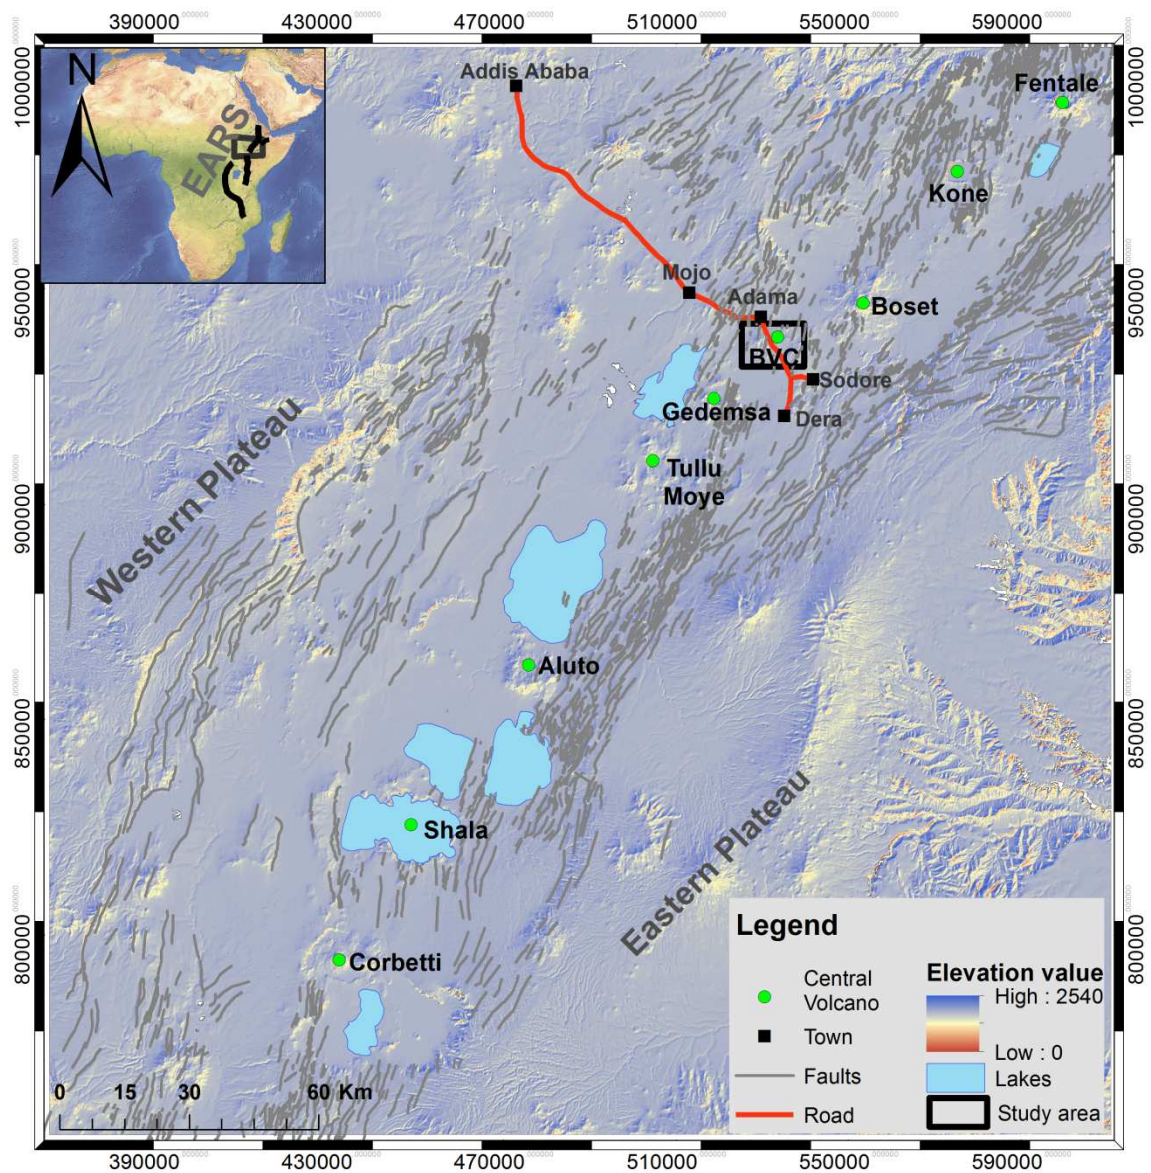 390000 430000 470000 510000 550000 590000
1000000
1000000
N
EARS
Addis Ababa
Fentale
Kone
Mojo
Adama
Boset
950000
950000
BVC
Sodore
Gedemsa
Dera
Western Plateau
Tullu
Moye
900000
900000
Aluto
850000
850000
Shala
Eastern Plateau
Corbetti
800000
800000
Legend
Central
Volcano
Town
Faults
Road
Elevation value
High : 2540
Low : 0
Lakes
Study area
0 15 30 60 Km
390000 430000 470000 510000 550000 590000